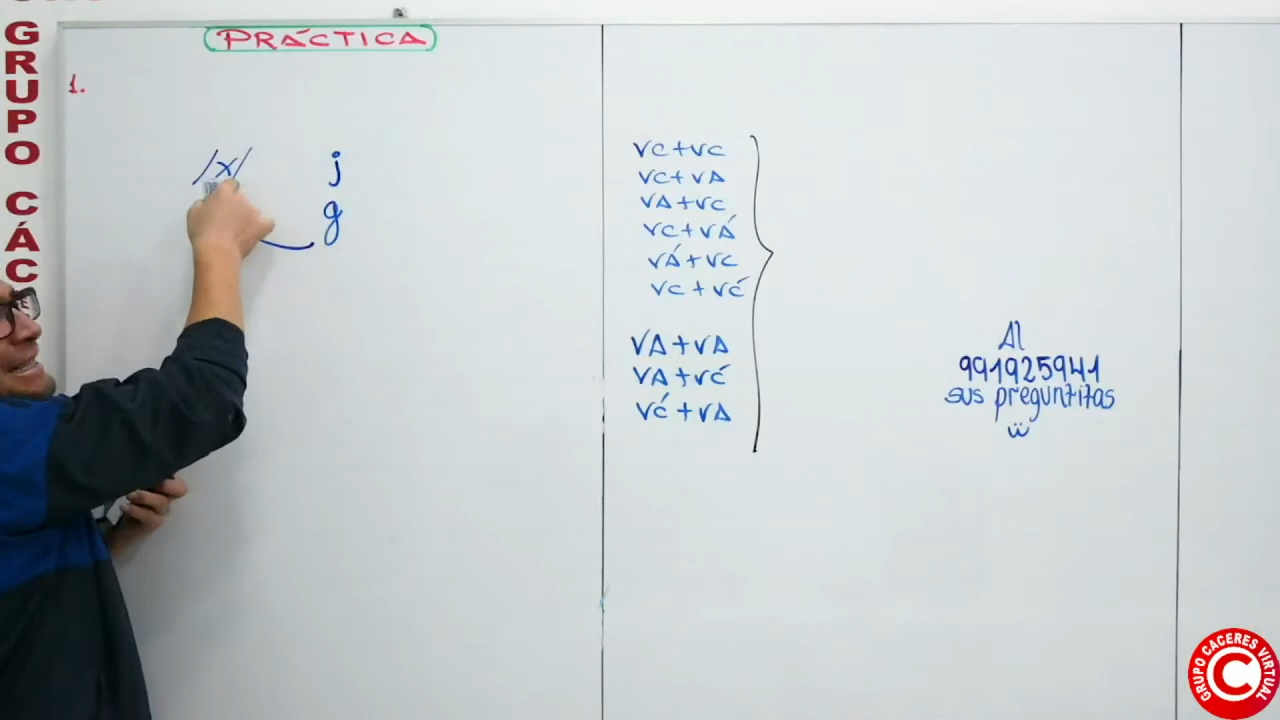 GRUPO CÁC
PRÁCTICA
1.
/x/ j
g
VC+VC
VC+VA
VA+VC
VC+VÁ
VÁ+VC
VC+VĆ
VA+VA
VA+VĆ
VĆ+VA
Al
991925941
sus preguntitas
GRUPO CACERES VIRTUAL
C